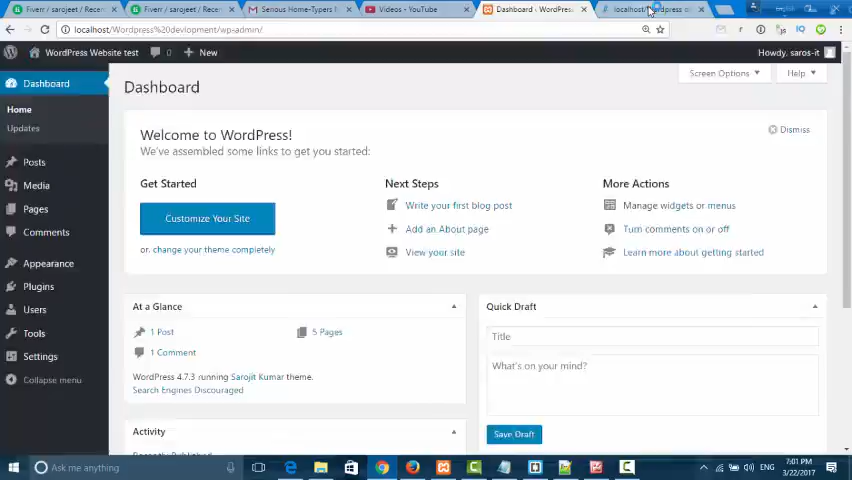 Fiverr / sarojeet / Recen
Fiverr / sarojeet / Recen
Serious Home-Typers
Videos - YouTube
Dashboard ‹ WordPress
localhost/Wordpress
localhost/Wordpress%20devlopment/wp-admin/
WordPress Website test
0
+ New
Howdy, saros-it
Dashboard
Screen Options
Help
Home
Updates
Posts
Media
Pages
Comments
Appearance
Plugins
Users
Tools
Settings
Collapse menu
Dashboard
Welcome to WordPress!
We've assembled some links to get you started:
Dismiss
Get Started
Customize Your Site
or, change your theme completely
Next Steps
Write your first blog post
Add an About page
View your site
More Actions
Manage widgets or menus
Turn comments on or off
Learn more about getting started
At a Glance
1 Post
5 Pages
1 Comment
WordPress 4.7.3 running Sarojit Kumar theme.
Search Engines Discouraged
Activity
Quick Draft
Title
What's on your mind?
Save Draft
Ask me anything
ENG
7:01 PM
3/22/2017